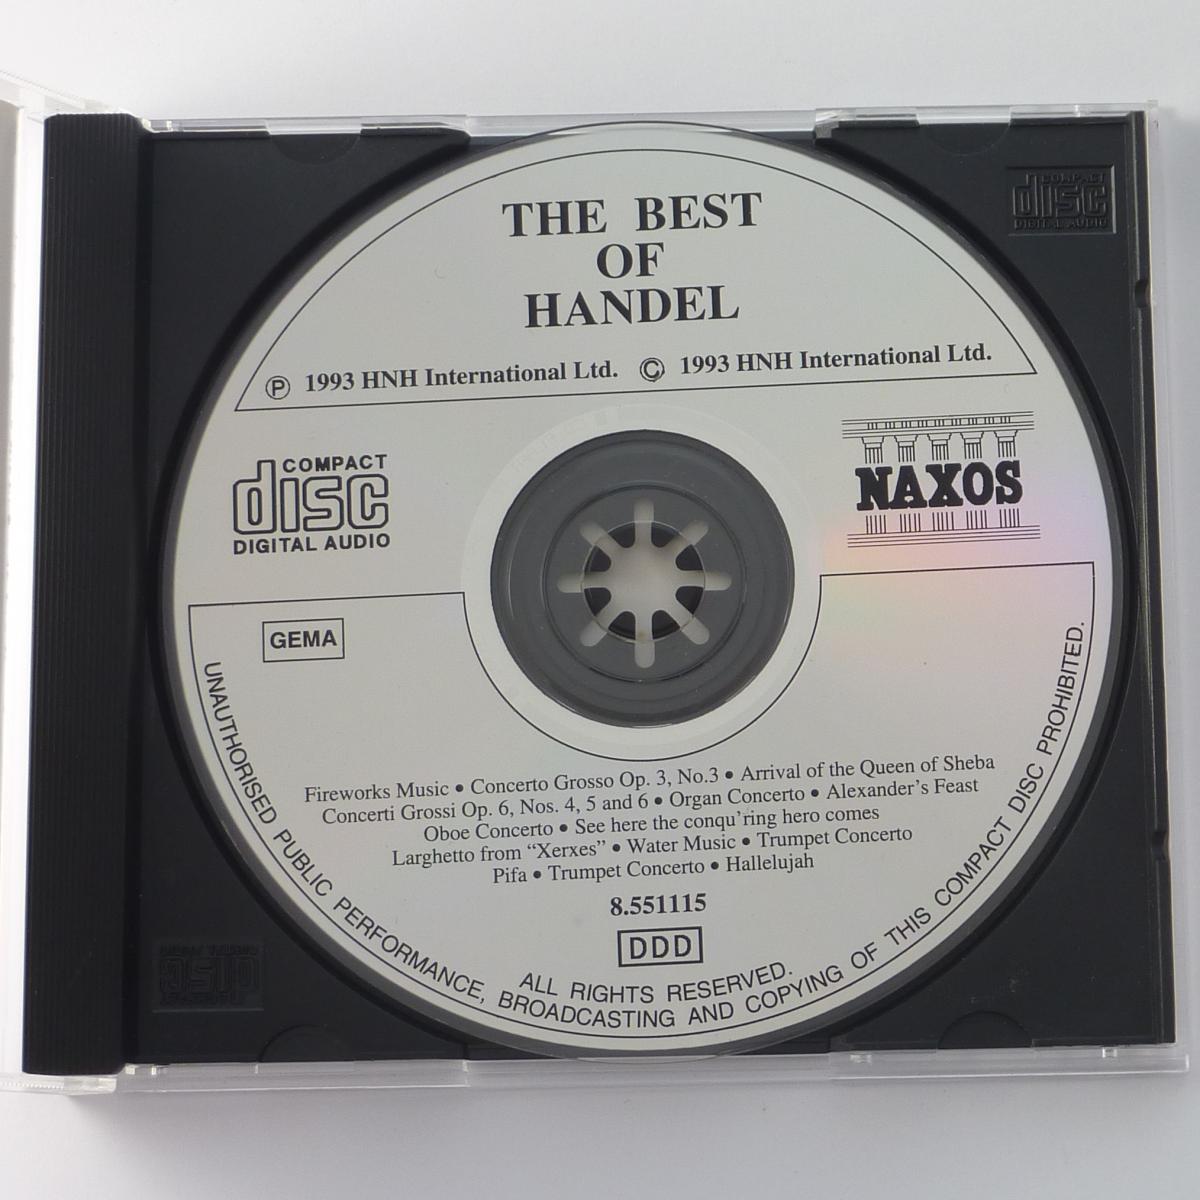 THE BEST
OF
HANDEL
Ⓟ 1993 HNH International Ltd. © 1993 HNH International Ltd.
COMPACT
disc
DIGITAL AUDIO
NAXOS
GEMA
Fireworks Music • Concerto Grosso Op. 3, No.3 • Arrival of the Queen of Sheba
Concerti Grossi Op. 6, Nos. 4, 5 and 6 • Organ Concerto • Alexander's Feast
Oboe Concerto • See here the conqu'ring hero comes
Larghetto from “Xerxes” • Water Music • Trumpet Concerto
Pifa • Trumpet Concerto • Hallelujah
8.551115
DDD
ALL RIGHTS RESERVED.
UNAUTHORISED PUBLIC PERFORMANCE, BROADCASTING AND COPYING OF THIS COMPACT DISC PROHIBITED.
COMPACT
disc
DIGITAL AUDIO
COMPACT
disc
DIGITAL AUDIO